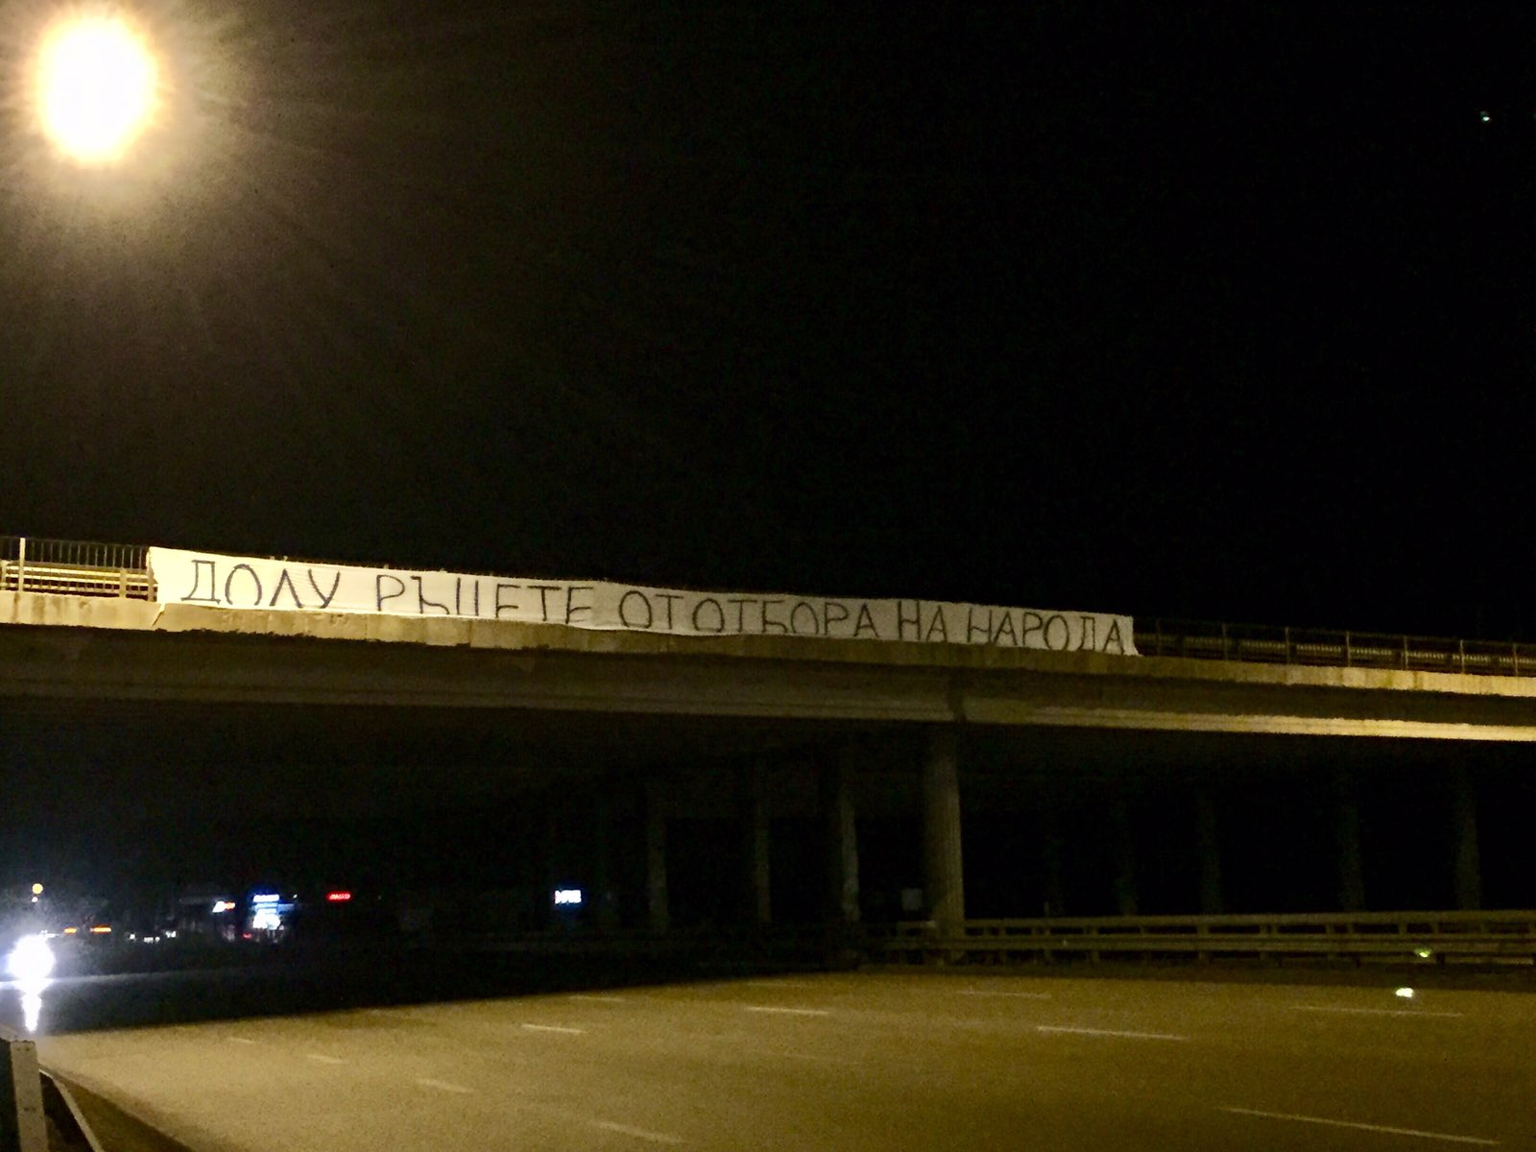 ДОЛУ РЪЦЕТЕ ОТ ОТБОРА НА НАРОДА